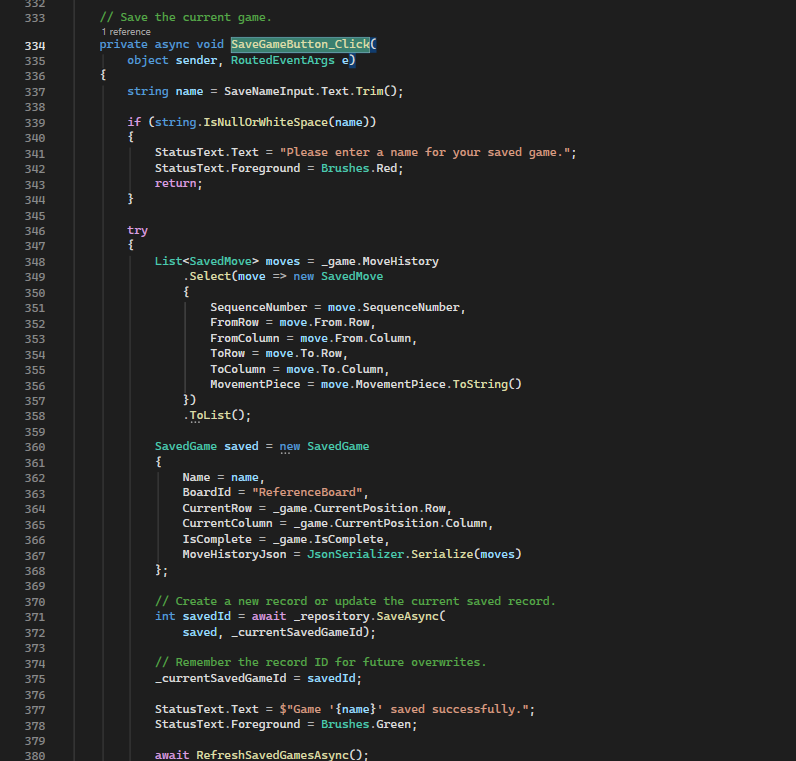 332
333 // Save the current game.
1 reference
334 private async void SaveGameButton_Click(
335 object sender, RoutedEventArgs e)
336 {
337 string name = SaveNameInput.Text.Trim();
338
339 if (string.IsNullOrWhiteSpace(name))
340 {
341 StatusText.Text = "Please enter a name for your saved game.";
342 StatusText.Foreground = Brushes.Red;
343 return;
344 }
345
346 try
347 {
348 List<SavedMove> moves = _game.MoveHistory
349 .Select(move => new SavedMove
350 {
351 SequenceNumber = move.SequenceNumber,
352 FromRow = move.From.Row,
353 FromColumn = move.From.Column,
354 ToRow = move.To.Row,
355 ToColumn = move.To.Column,
356 MovementPiece = move.MovementPiece.ToString()
357 })
358 .ToList();
359
360 SavedGame saved = new SavedGame
361 {
362 Name = name,
363 BoardId = "ReferenceBoard",
364 CurrentRow = _game.CurrentPosition.Row,
365 CurrentColumn = _game.CurrentPosition.Column,
366 IsComplete = _game.IsComplete,
367 MoveHistoryJson = JsonSerializer.Serialize(moves)
368 };
369
370 // Create a new record or update the current saved record.
371 int savedId = await _repository.SaveAsync(
372 saved, _currentSavedGameId);
373
374 // Remember the record ID for future overwrites.
375 _currentSavedGameId = savedId;
376
377 StatusText.Text = $"Game '{name}' saved successfully.";
378 StatusText.Foreground = Brushes.Green;
379
380 await RefreshSavedGamesAsync();